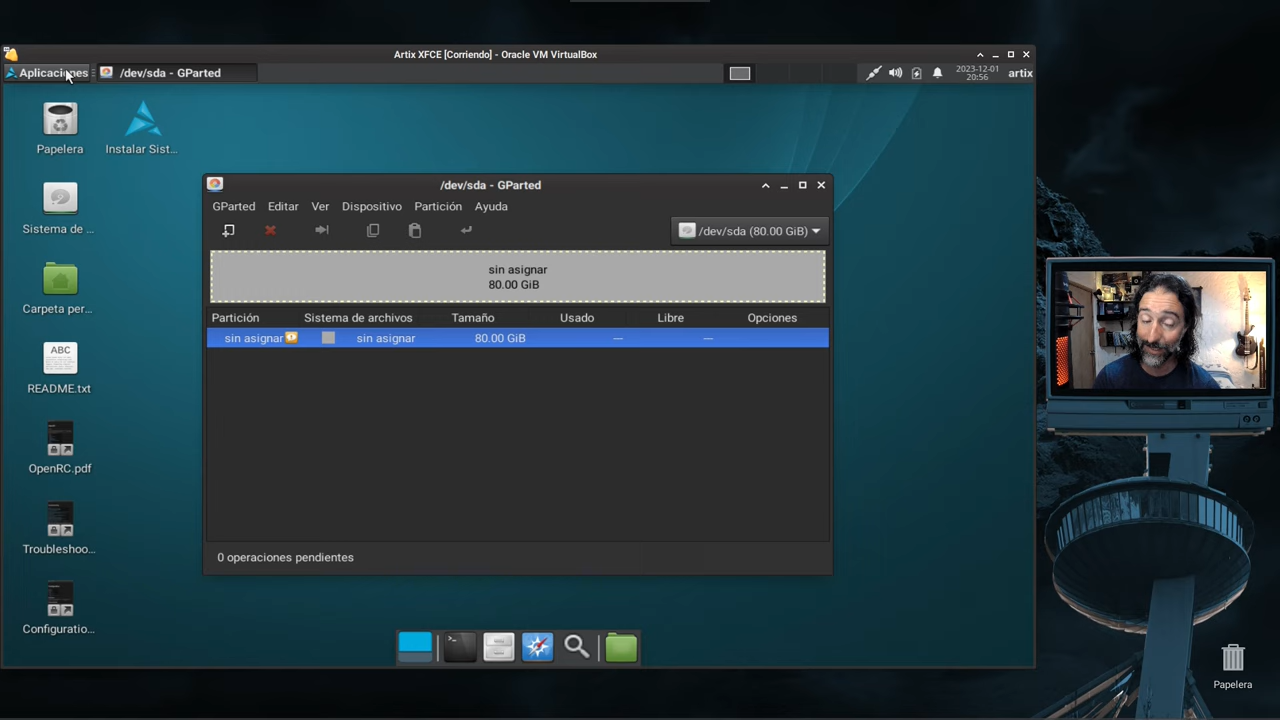 Artix XFCE [Corriendo] - Oracle VM VirtualBox
Aplicaciones
/dev/sda - GParted
2023-12-01
20:56
artix
Papelera
Instalar Sist...
Sistema de ...
Carpeta per...
ABC
README.txt
OpenRC.pdf
Troubleshoo...
Configuratio...
/dev/sda - GParted
GParted Editar Ver Dispositivo Partición Ayuda
/dev/sda (80.00 GiB)
sin asignar
80.00 GiB
Partición Sistema de archivos Tamaño Usado Libre Opciones
sin asignar sin asignar 80.00 GiB — —
0 operaciones pendientes
Papelera